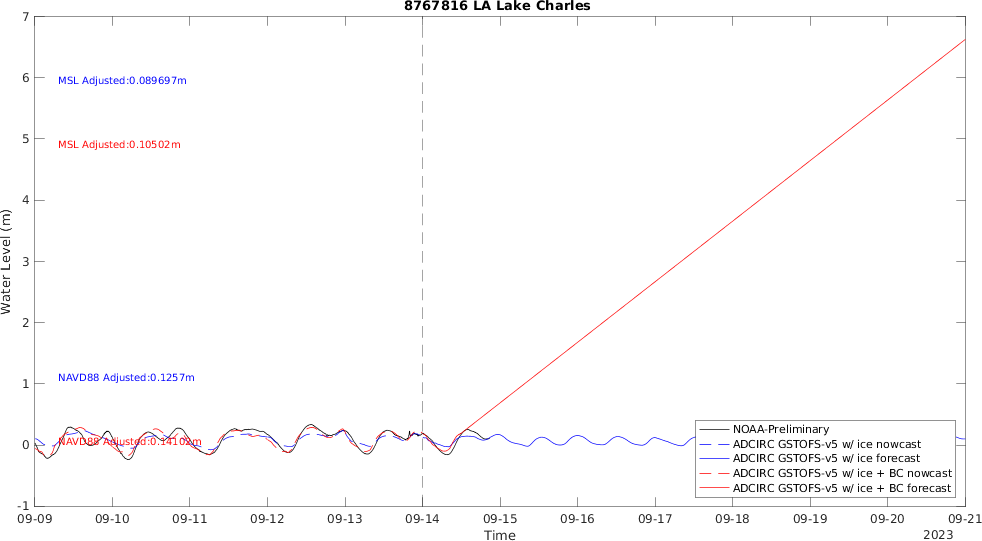 8767816 LA Lake Charles
7
6
5
4
3
2
1
0
-1
Water Level (m)
MSL Adjusted:0.089697m
MSL Adjusted:0.10502m
NAVD88 Adjusted:0.1257m
NAVD88 Adjusted:0.14102m
NOAA-Preliminary
ADCIRC GSTOFS-v5 w/ ice nowcast
ADCIRC GSTOFS-v5 w/ ice forecast
ADCIRC GSTOFS-v5 w/ ice + BC nowcast
ADCIRC GSTOFS-v5 w/ ice + BC forecast
09-09 09-10 09-11 09-12 09-13 09-14 09-15 09-16 09-17 09-18 09-19 09-20 09-21
Time
2023